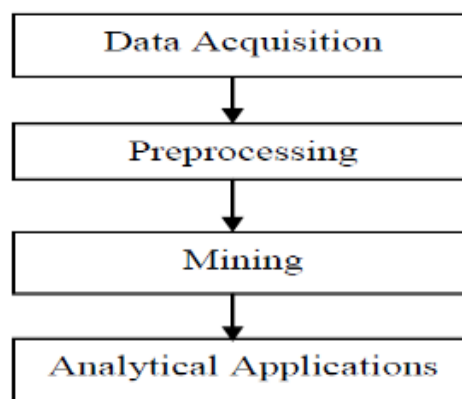 Data Acquisition
Preprocessing
Mining
Analytical Applications